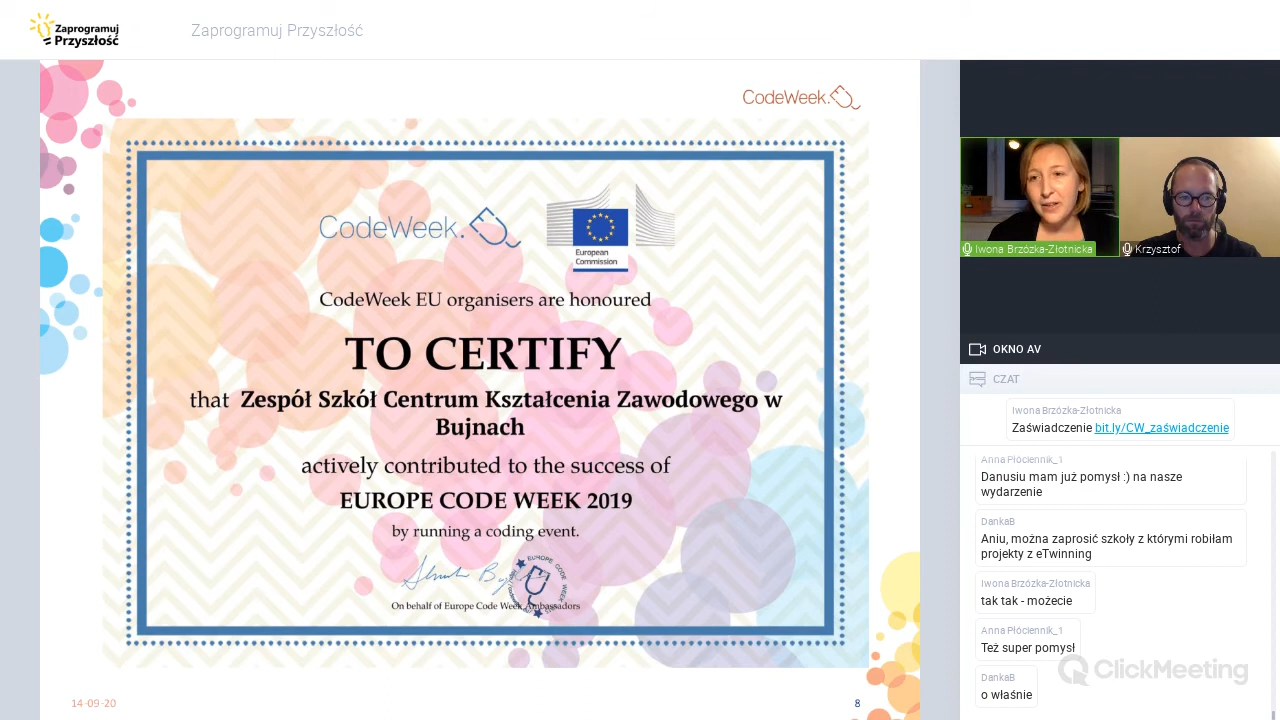 Zaprogramuj
Przyszłość
Zaprogramuj Przyszłość
CodeWeek.
CodeWeek.
European
Commission
CodeWeek EU organisers are honoured
TO CERTIFY
that Zespół Szkół Centrum Kształcenia Zawodowego w
Bujnach
actively contributed to the success of
EUROPE CODE WEEK 2019
by running a coding event.
On behalf of Europe Code Week Ambassadors
14-09-20
8
Iwona Brzózka-Złotnicka
Krzysztof
OKNO AV
CZAT
Iwona Brzózka-Złotnicka
Zaświadczenie bit.ly/CW_zaświadczenie
Anna Płóciennik_1
Danusiu mam już pomysł :) na nasze
wydarzenie
DankaB
Aniu, można zaprosić szkoły z którymi robiłam
projekty z eTwinning
Iwona Brzózka-Złotnicka
tak tak - możecie
Anna Płóciennik_1
Też super pomysł
DankaB
o właśnie
ClickMeeting